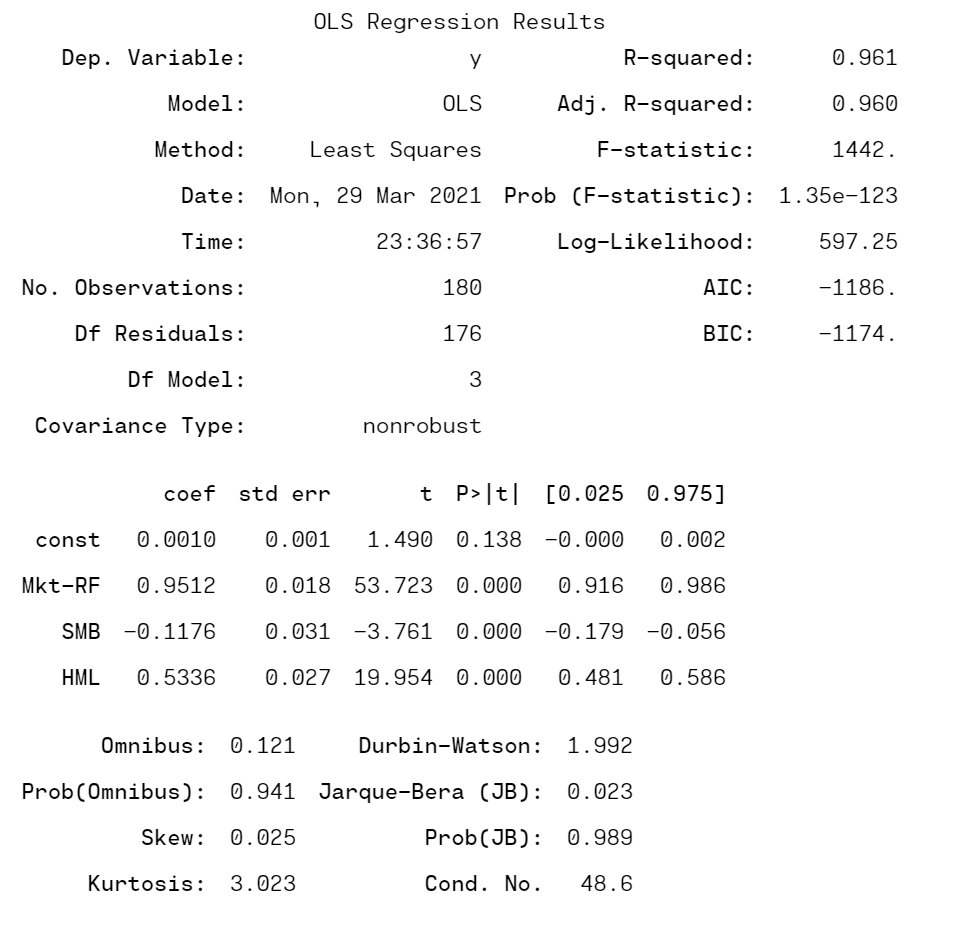 OLS Regression Results
Dep. Variable: y R-squared: 0.961
Model: OLS Adj. R-squared: 0.960
Method: Least Squares F-statistic: 1442.
Date: Mon, 29 Mar 2021 Prob (F-statistic): 1.35e-123
Time: 23:36:57 Log-Likelihood: 597.25
No. Observations: 180 AIC: -1186.
Df Residuals: 176 BIC: -1174.
Df Model: 3
Covariance Type: nonrobust
coef std err t P>|t| [0.025 0.975]
const 0.0010 0.001 1.490 0.138 -0.000 0.002
Mkt-RF 0.9512 0.018 53.723 0.000 0.916 0.986
SMB -0.1176 0.031 -3.761 0.000 -0.179 -0.056
HML 0.5336 0.027 19.954 0.000 0.481 0.586
Omnibus: 0.121 Durbin-Watson: 1.992
Prob(Omnibus): 0.941 Jarque-Bera (JB): 0.023
Skew: 0.025 Prob(JB): 0.989
Kurtosis: 3.023 Cond. No. 48.6